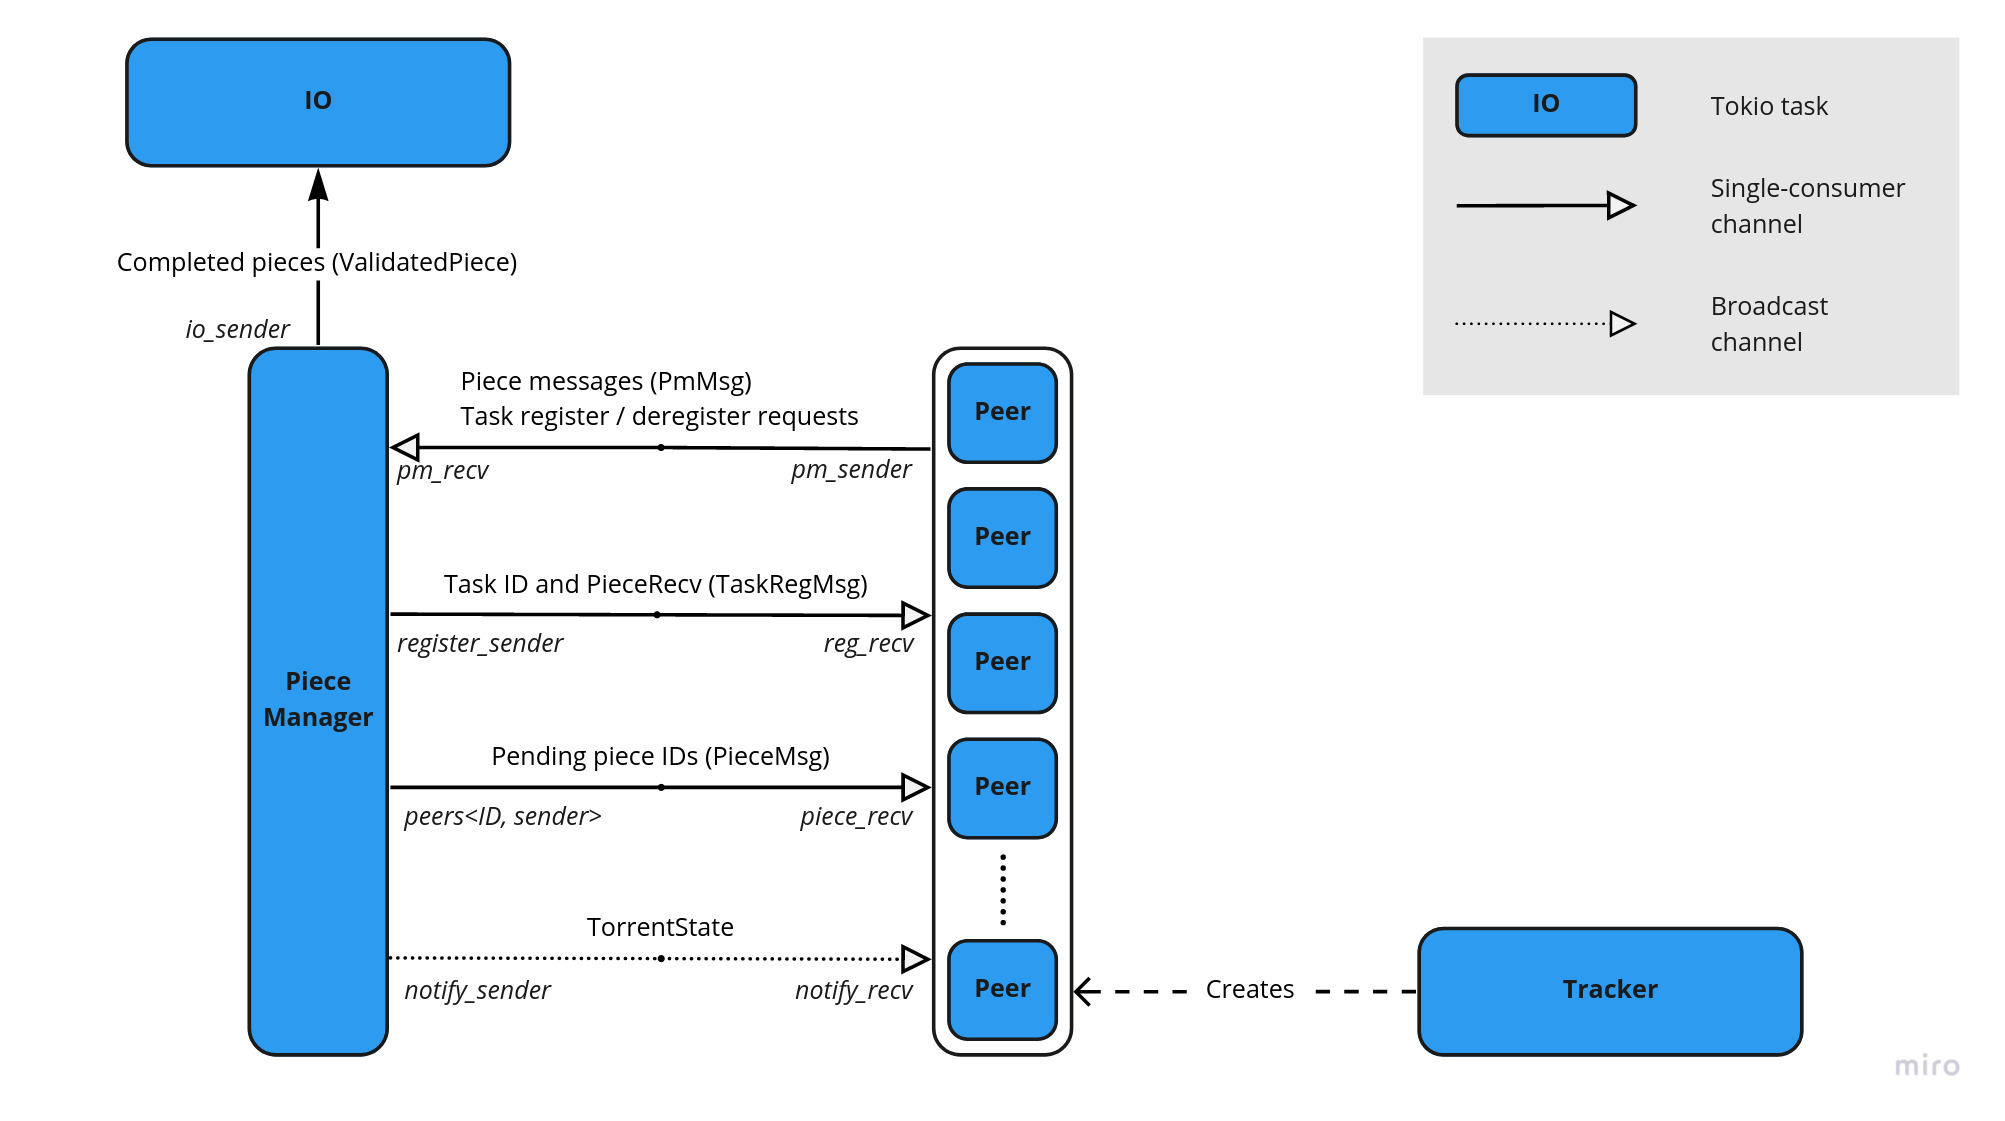 IO
Completed pieces (ValidatedPiece)
io_sender
Piece
Manager
Piece messages (PmMsg)
Task register / deregister requests
pm_recv
pm_sender
Task ID and PieceRecv (TaskRegMsg)
register_sender
reg_recv
Pending piece IDs (PieceMsg)
peers<ID, sender>
piece_recv
TorrentState
notify_sender
notify_recv
Peer
Peer
Peer
Peer
Peer
Creates
Tracker
IO
Tokio task
Single-consumer
channel
Broadcast
channel
miro